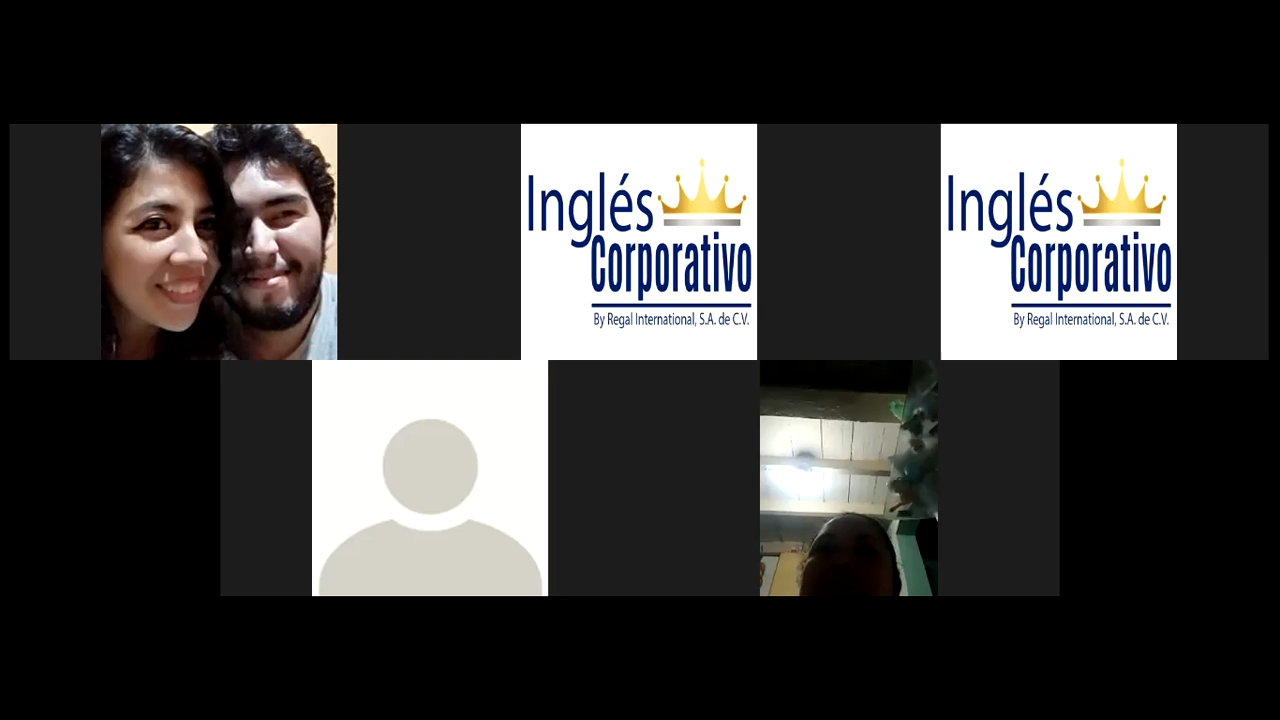 Inglés
Corporativo
By Regal International, S.A. de C.V.
Inglés
Corporativo
By Regal International, S.A. de C.V.